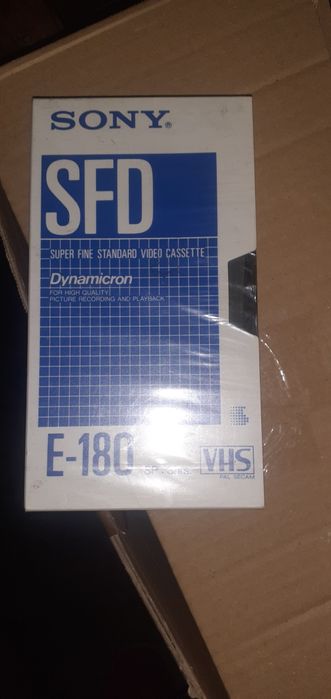 SONY®
SFD
SUPER FINE STANDARD VIDEO CASSETTE
Dynamicron
FOR HIGH QUALITY
PICTURE RECORDING AND PLAYBACK
E-180
VHS
PAL SECAM